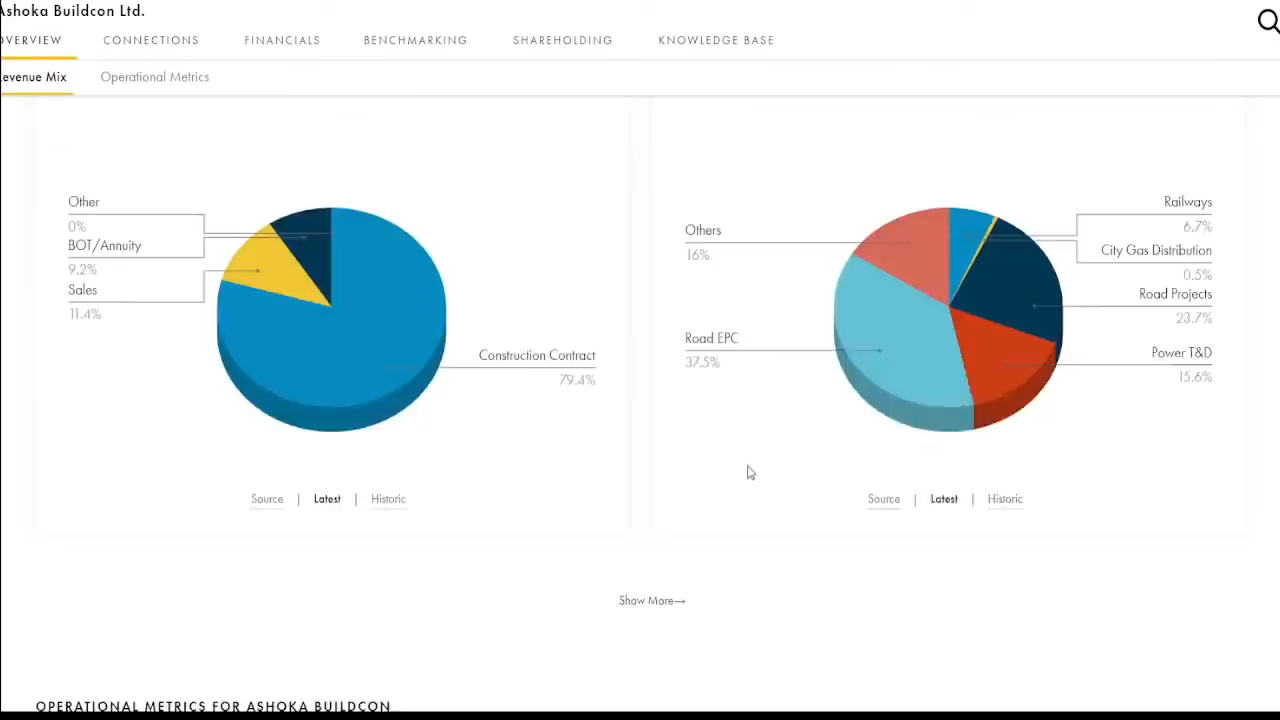 Ashoka Buildcon Ltd.
OVERVIEW CONNECTIONS FINANCIALS BENCHMARKING SHAREHOLDING KNOWLEDGE BASE
Revenue Mix Operational Metrics
Other
0%
BOT/Annuity
9.2%
Sales
11.4%
Construction Contract
79.4%
Source | Latest | Historic
Others
16%
Road EPC
37.5%
Railways
6.7%
City Gas Distribution
0.5%
Road Projects
23.7%
Power T&D
15.6%
Source | Latest | Historic
Show More→
OPERATIONAL METRICS FOR ASHOKA BUILDCON